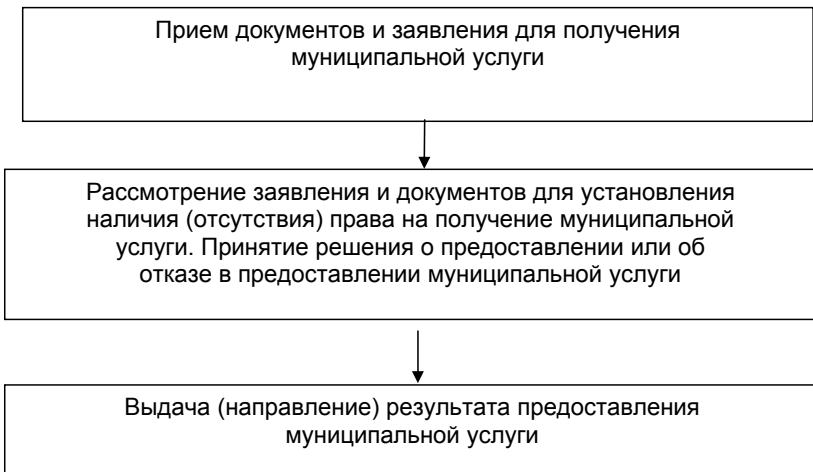 Прием документов и заявления для получения
муниципальной услуги
Рассмотрение заявления и документов для установления
наличия (отсутствия) права на получение муниципальной
услуги. Принятие решения о предоставлении или об
отказе в предоставлении муниципальной услуги
Выдача (направление) результата предоставления
муниципальной услуги